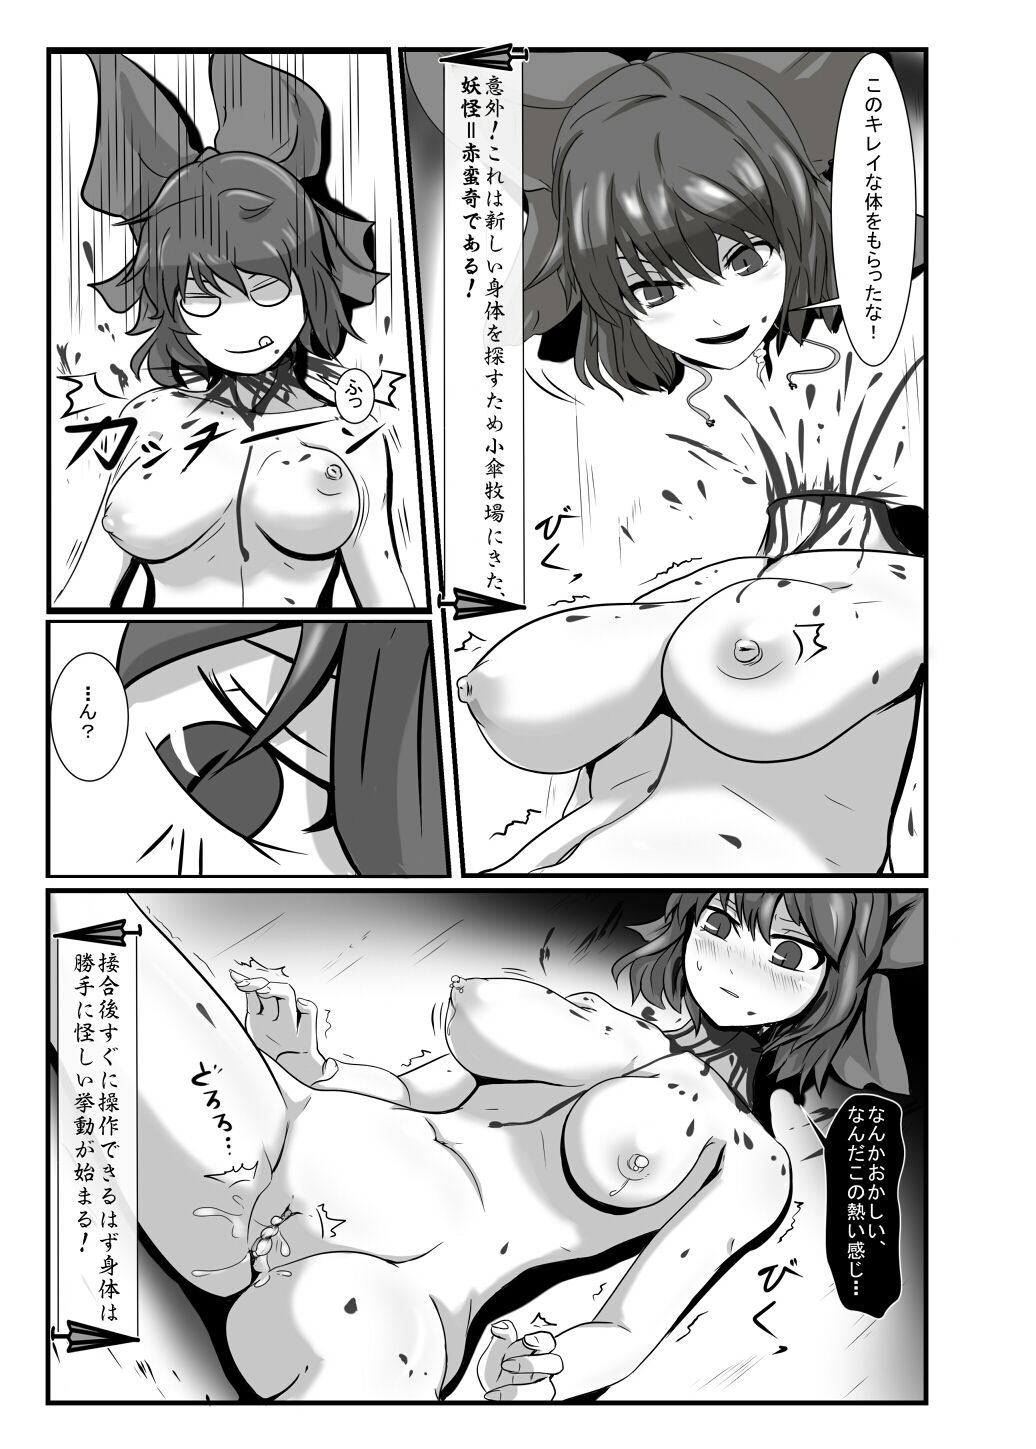 このキレイな体をもらったな!
意外!これは新しい身体を探すため小傘牧場にきた、
妖怪=赤蛮奇である!
びく
ふっ
カッチーン
…ん?
なんかおかしい、
なんだこの熱い感じ…
びく
どろろ…
接合後すぐに操作できるはず身体は
勝手に怪しい挙動が始まる!